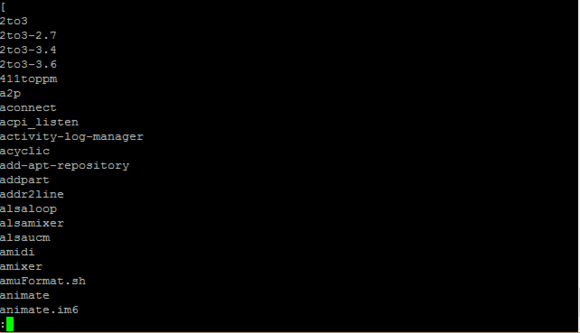 [
2to3
2to3-2.7
2to3-3.4
2to3-3.6
411toppm
a2p
aconnect
acpi_listen
activity-log-manager
acyclic
add-apt-repository
addpart
addr2line
alsaloop
alsamixer
alsaucm
amidi
amixer
amuFormat.sh
animate
animate.im6
: